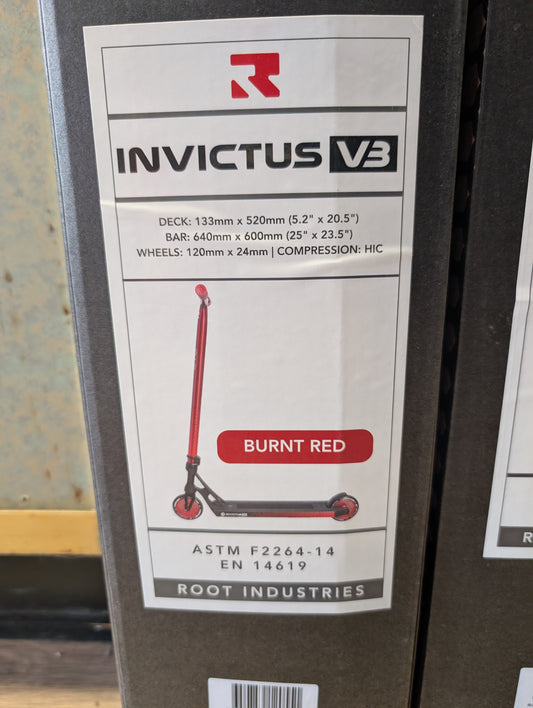 INVICTUS V3
DECK: 133mm x 520mm (5.2" x 20.5")
BAR: 640mm x 600mm (25" x 23.5")
WHEELS: 120mm x 24mm | COMPRESSION: HIC
BURNT RED
INVICTUS
ASTM F2264-14
EN 14619
ROOT INDUSTRIES
R